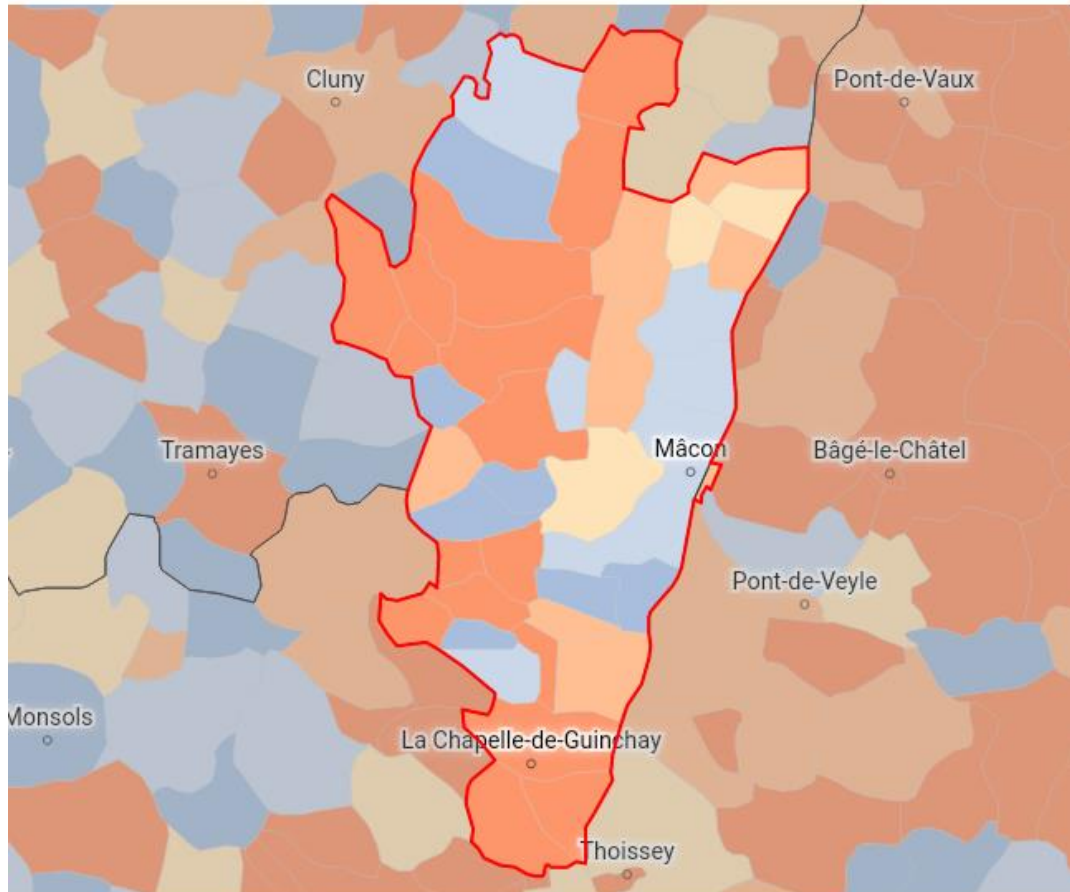 Cluny
Pont-de-Vaux
Tramayes
Mâcon
Bâgé-le-Châtel
Pont-de-Veyle
Monsols
La Chapelle-de-Guinchay
Thoissey